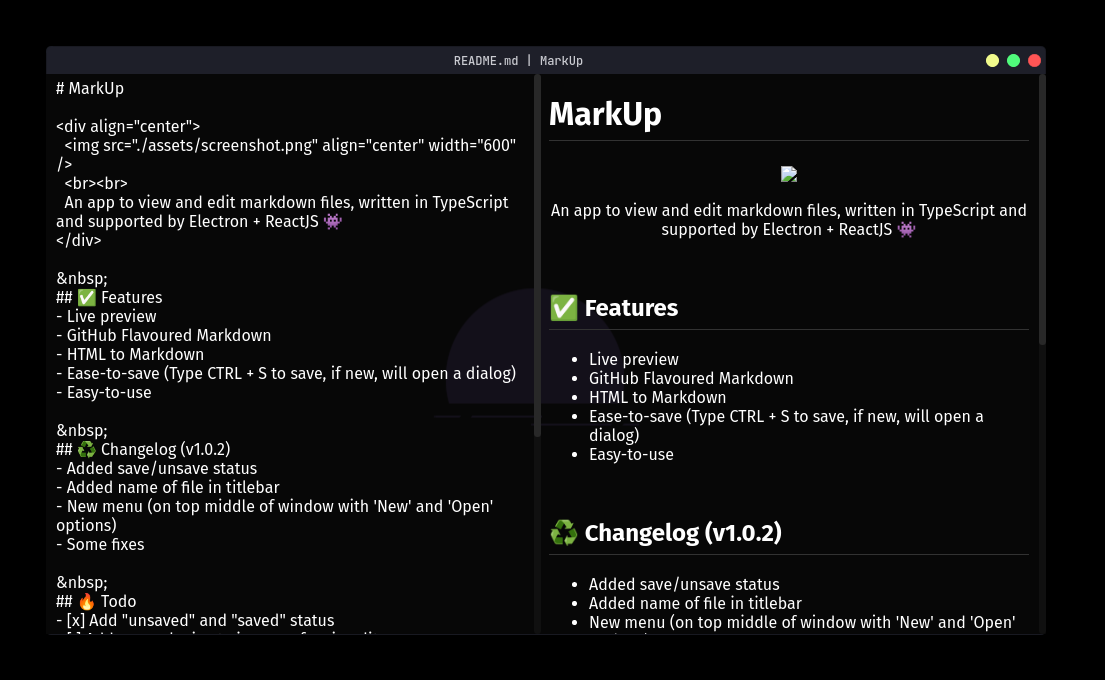 README.md | MarkUp
# MarkUp
<div align="center">
<img src="./assets/screenshot.png" align="center" width="600"
/>
<br><br>
An app to view and edit markdown files, written in TypeScript
and supported by Electron + ReactJS 👾
</div>
&nbsp;
## ✅ Features
- Live preview
- GitHub Flavoured Markdown
- HTML to Markdown
- Ease-to-save (Type CTRL + S to save, if new, will open a dialog)
- Easy-to-use
&nbsp;
## ♻️ Changelog (v1.0.2)
- Added save/unsave status
- Added name of file in titlebar
- New menu (on top middle of window with 'New' and 'Open'
options)
- Some fixes
&nbsp;
## 🔥 Todo
- [x] Add "unsaved" and "saved" status
MarkUp
An app to view and edit markdown files, written in TypeScript and
supported by Electron + ReactJS 👾
✅ Features
• Live preview
• GitHub Flavoured Markdown
• HTML to Markdown
• Ease-to-save (Type CTRL + S to save, if new, will open a
dialog)
• Easy-to-use
♻️ Changelog (v1.0.2)
• Added save/unsave status
• Added name of file in titlebar
• New menu (on top middle of window with 'New' and 'Open'